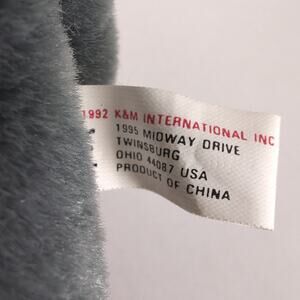 1992 K&M INTERNATIONAL INC
1995 MIDWAY DRIVE
TWINSBURG
OHIO 44087 USA
PRODUCT OF CHINA